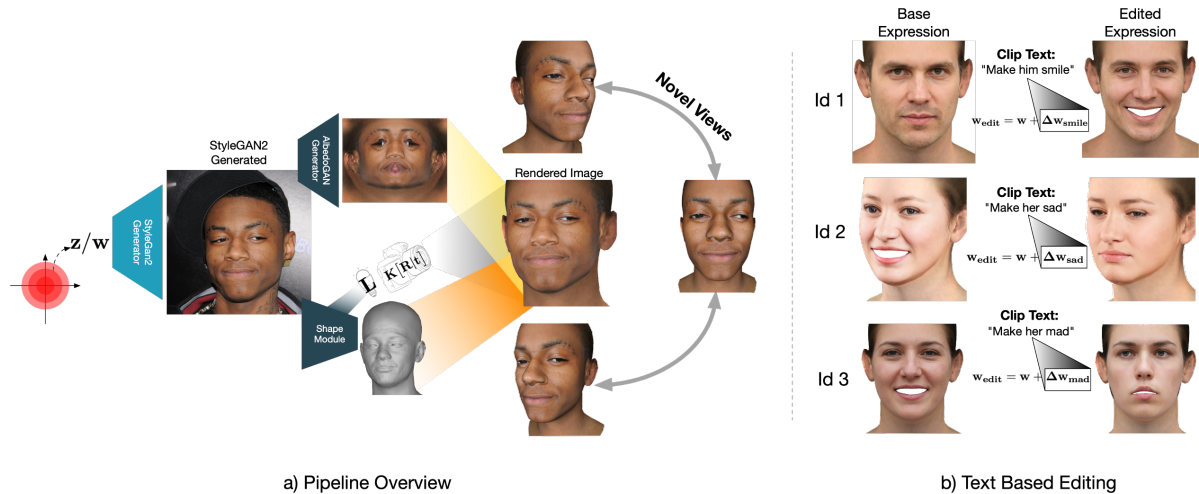 StyleGAN2
Generated
z/w
StyleGan2
Generator
AlbedoGAN
Generator
Shape
Module
L
K[R|t]
Rendered Image
Novel Views
a) Pipeline Overview
Base
Expression
Edited
Expression
Id 1
Clip Text:
"Make him smile"
w_edit = w + Δw_smile
Id 2
Clip Text:
"Make her sad"
w_edit = w + Δw_sad
Id 3
Clip Text:
"Make her mad"
w_edit = w + Δw_mad
b) Text Based Editing